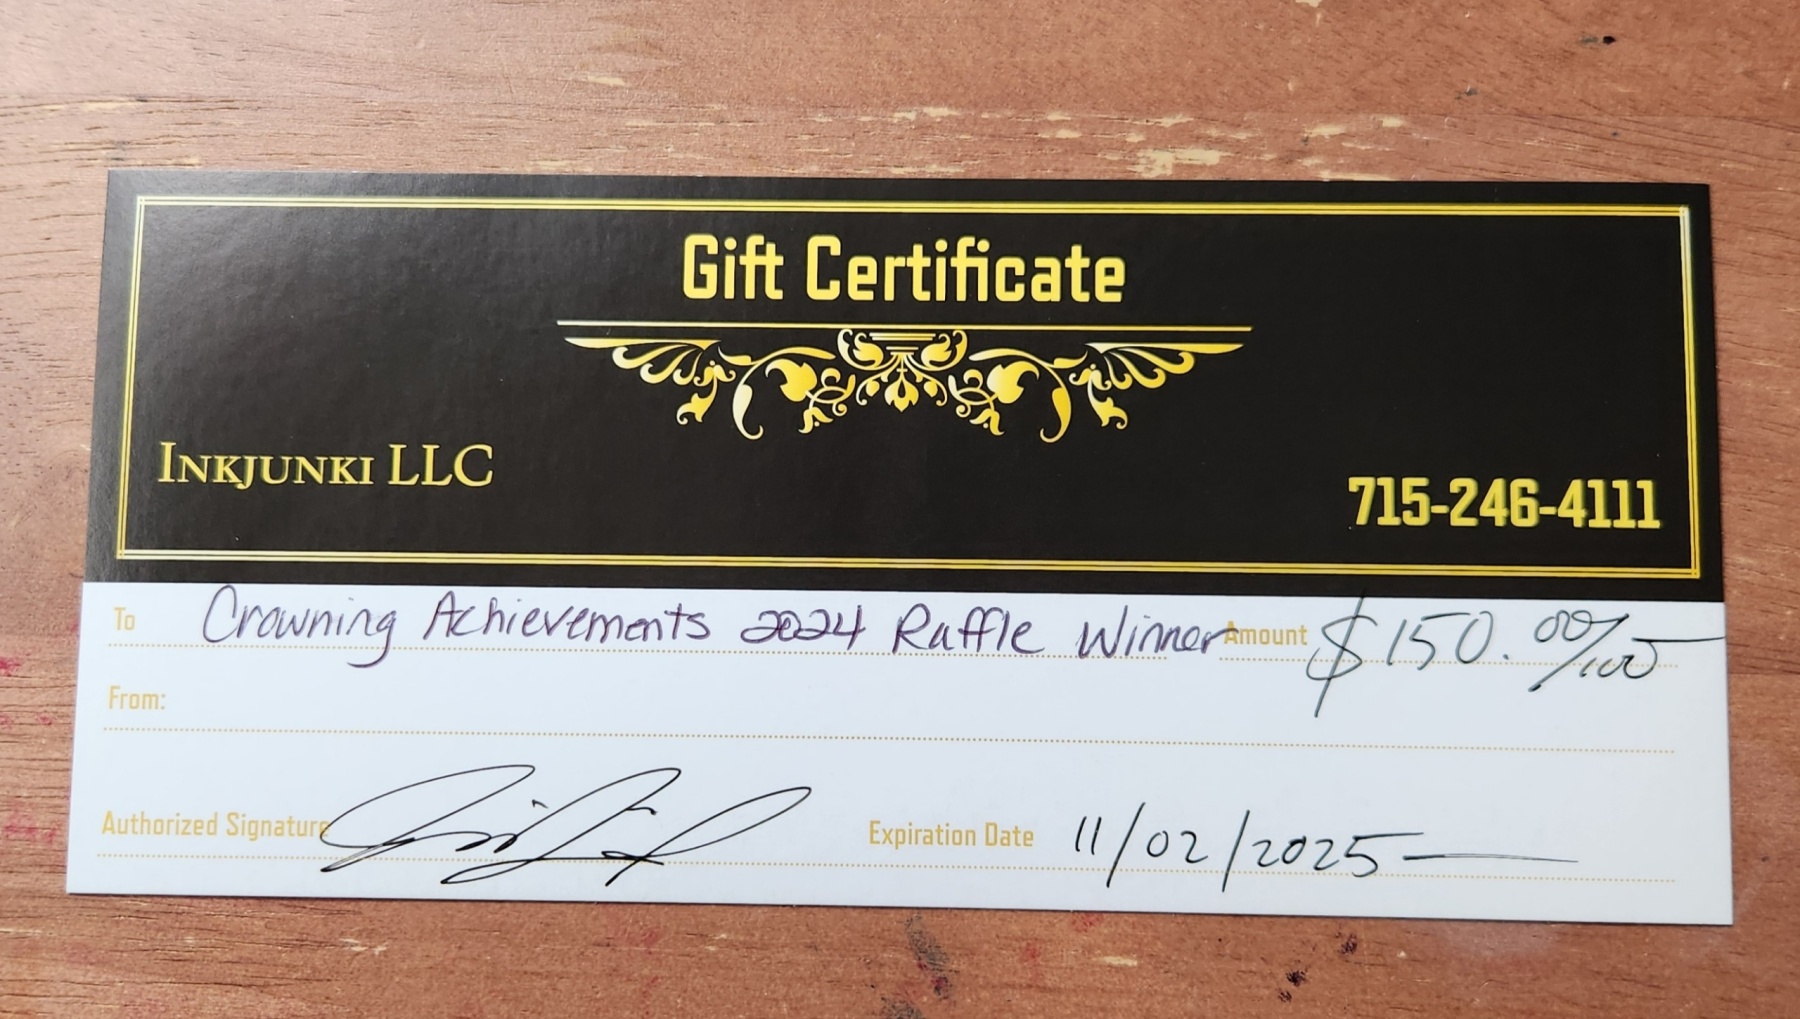 Gift Certificate
INKJUNKI LLC
715-246-4111
To Crowning Achievements 2024 Raffle Winner Amount $150.00/100
From:
Authorized Signature Expiration Date 11/02/2025